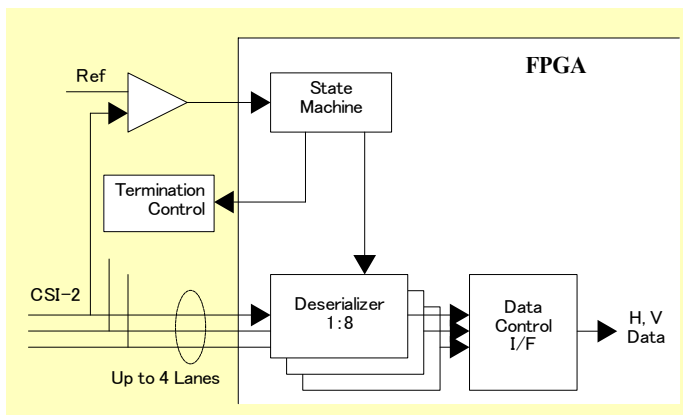 FPGA
Ref
State
Machine
Termination
Control
CSI-2
Deserializer
1:8
Data
Control
I/F
H, V
Data
Up to 4 Lanes